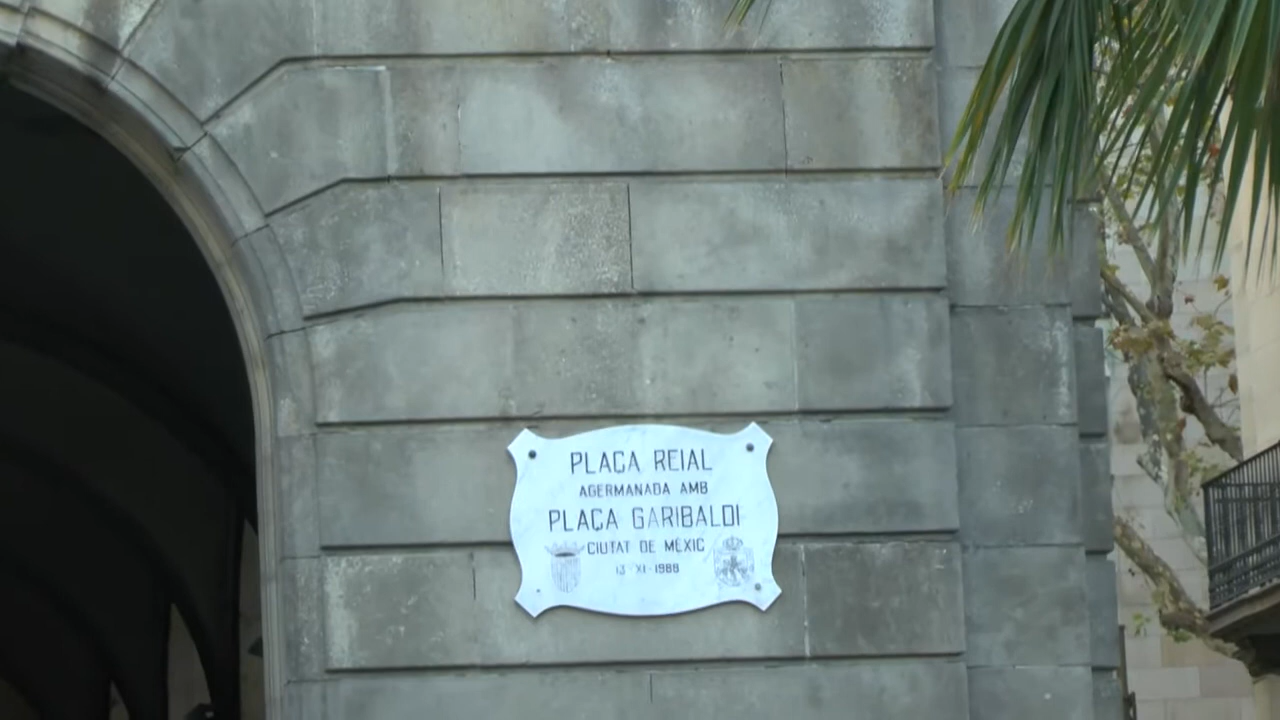 PLAÇA REIAL
AGERMANADA AMB
PLAÇA GARIBALDI
CIUTAT DE MÈXIC
13-XI-1988